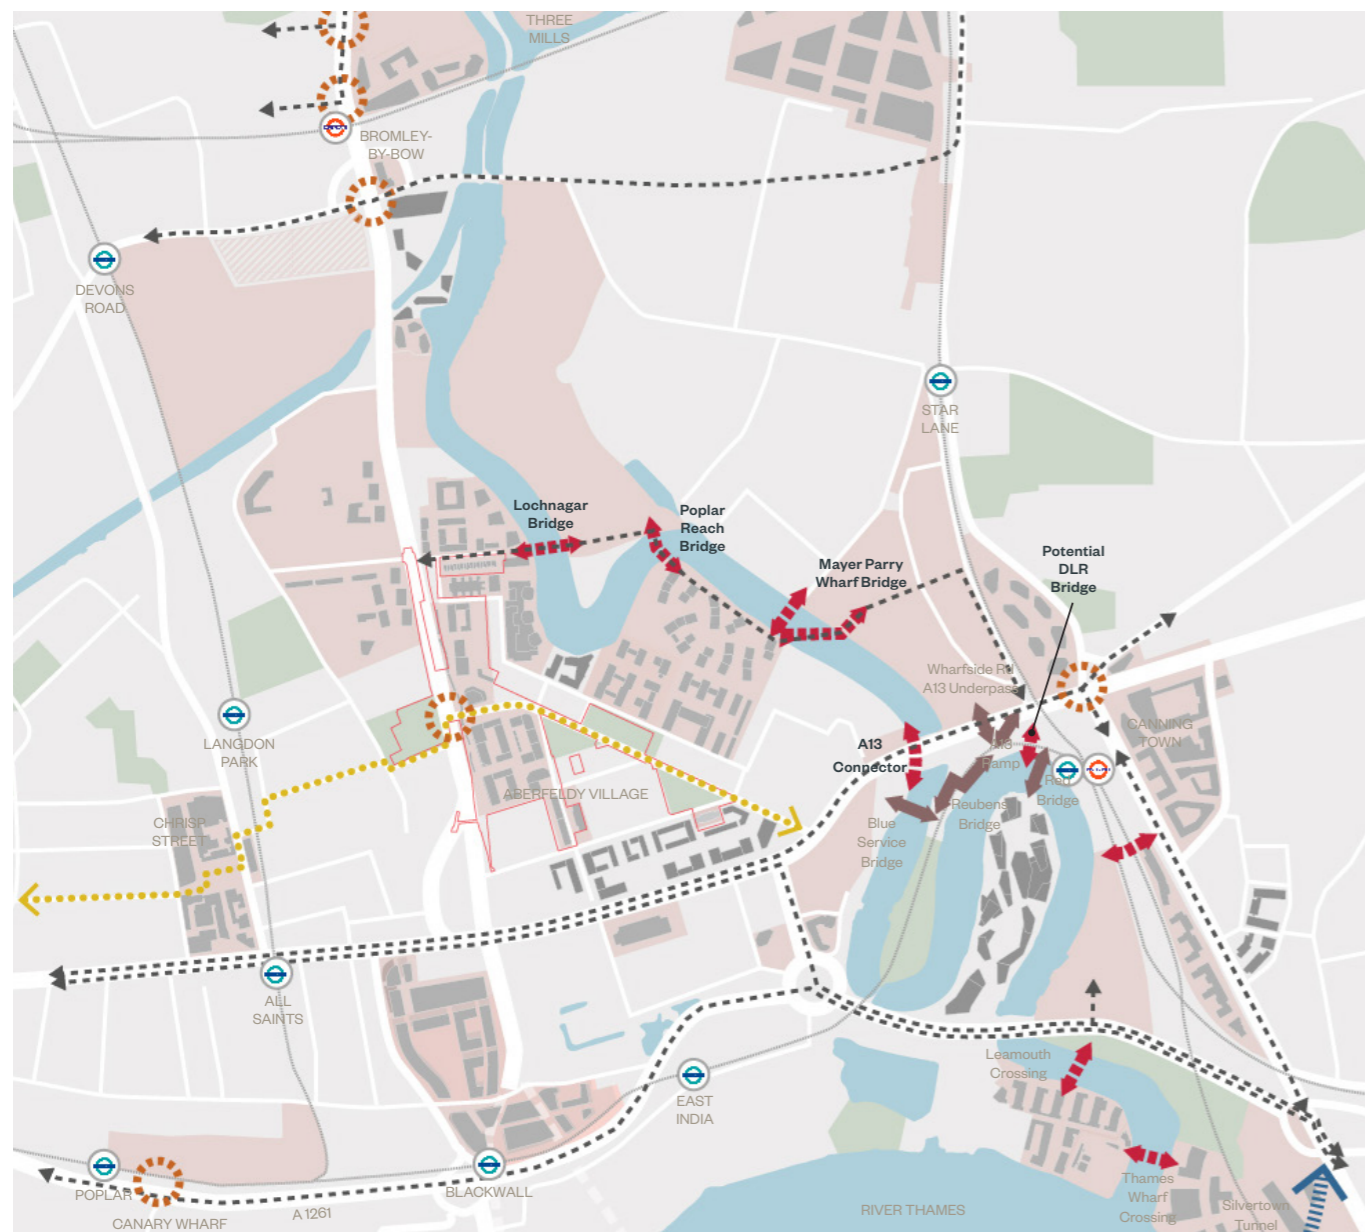 THREE
MILLS
BROMLEY-
BY-BOW
DEVONS
ROAD
STAR
LANE
Lochnagar
Bridge
Poplar
Reach
Bridge
Mayer Parry
Wharf Bridge
Potential
DLR
Bridge
Wharfside Rd
A13 Underpass
LANGDON
PARK
A13
Connector
A13
Ramp
CANNING
TOWN
Red
Bridge
ABERFELDY VILLAGE
Reubens
Bridge
CHRISP
STREET
Blue
Service
Bridge
ALL
SAINTS
Leamouth
Crossing
EAST
INDIA
POPLAR
BLACKWALL
CANARY WHARF
A 1261
RIVER THAMES
Thames
Wharf
Crossing
Silvertown
Tunnel